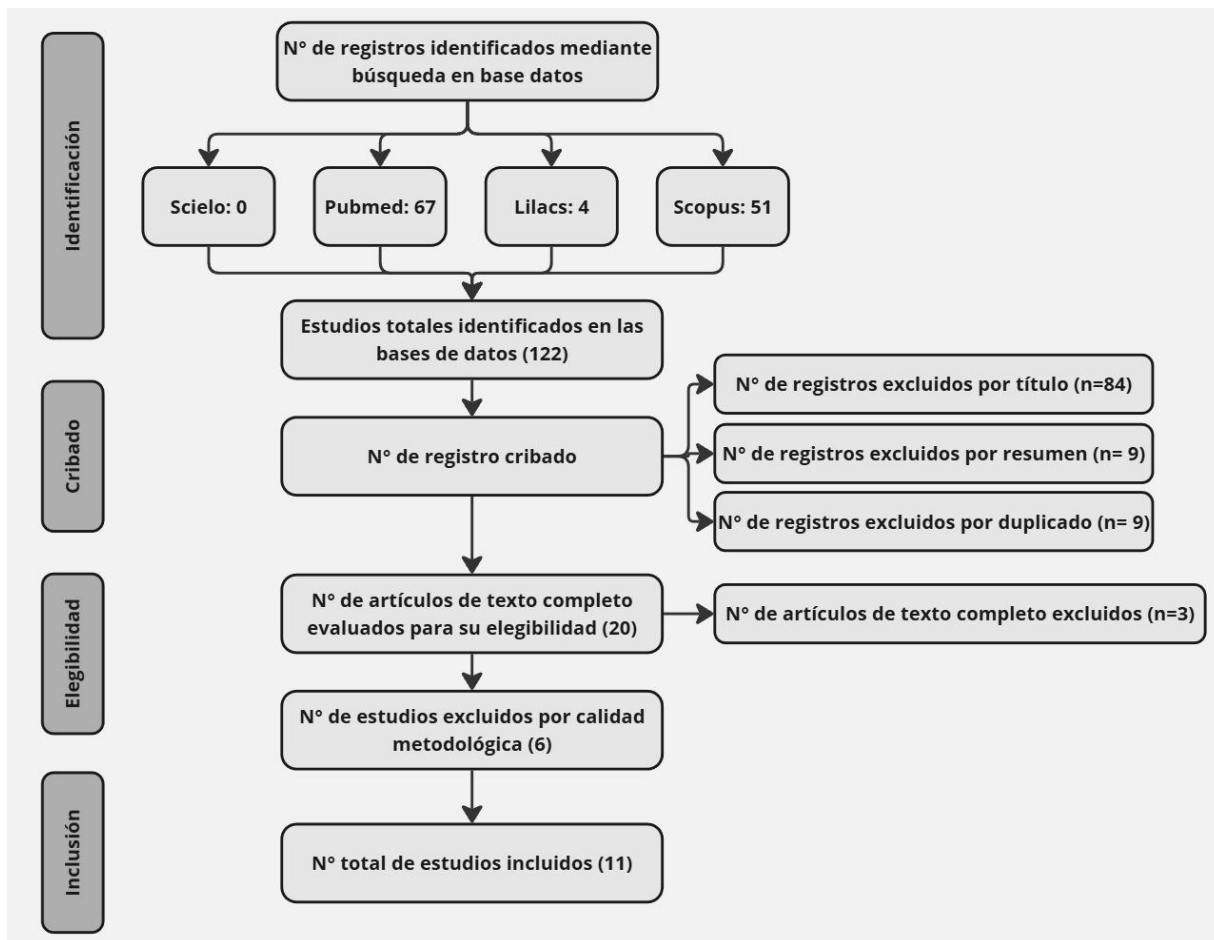 Identificación
N° de registros identificados mediante
búsqueda en base datos
Scielo: 0
Pubmed: 67
Lilacs: 4
Scopus: 51
Estudios totales identificados en las
bases de datos (122)
Cribado
N° de registro cribado
N° de registros excluidos por título (n=84)
N° de registros excluidos por resumen (n= 9)
N° de registros excluidos por duplicado (n= 9)
Elegibilidad
N° de artículos de texto completo
evaluados para su elegibilidad (20)
N° de artículos de texto completo excluidos (n=3)
N° de estudios excluidos por calidad
metodológica (6)
Inclusión
N° total de estudios incluidos (11)